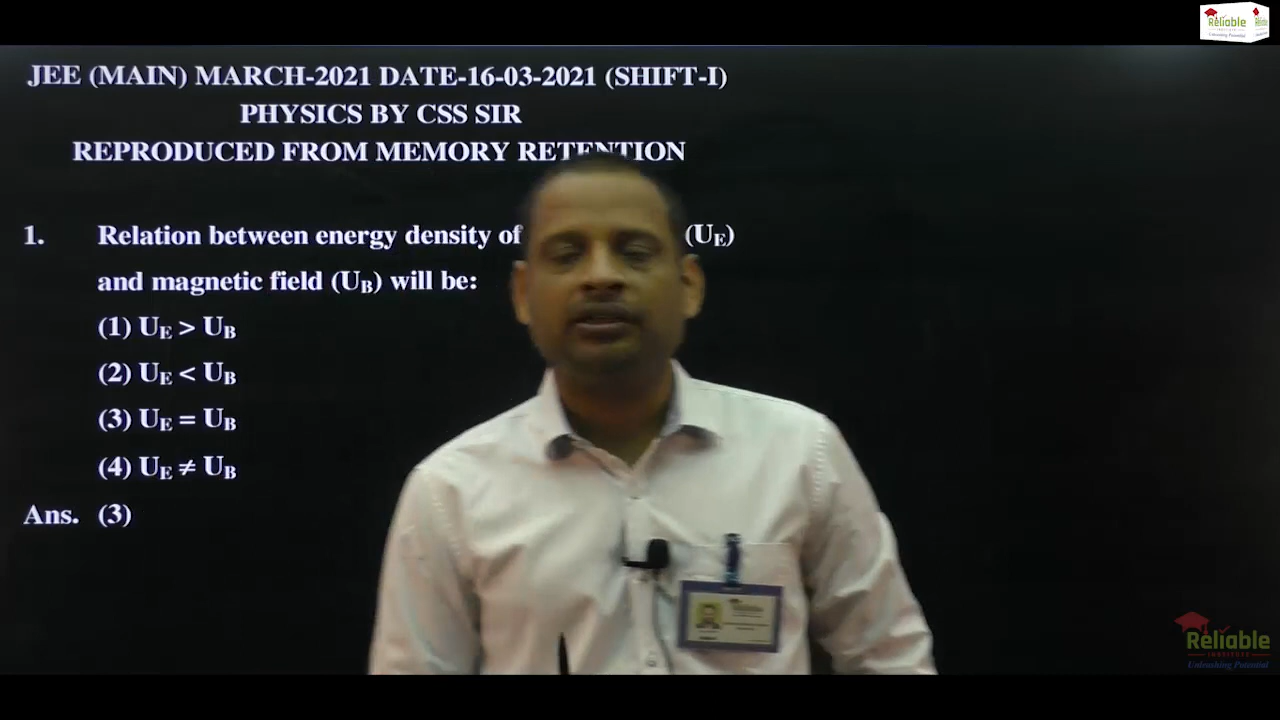 Reliable
JEE (MAIN) MARCH-2021 DATE-16-03-2021 (SHIFT-I)
PHYSICS BY CSS SIR
REPRODUCED FROM MEMORY RETENTION
1. Relation between energy density of (UE)
and magnetic field (UB) will be:
(1) UE > UB
(2) UE < UB
(3) UE = UB
(4) UE ≠ UB
Ans. (3)
Reliable
INSTITUTE
Unleashing Potential